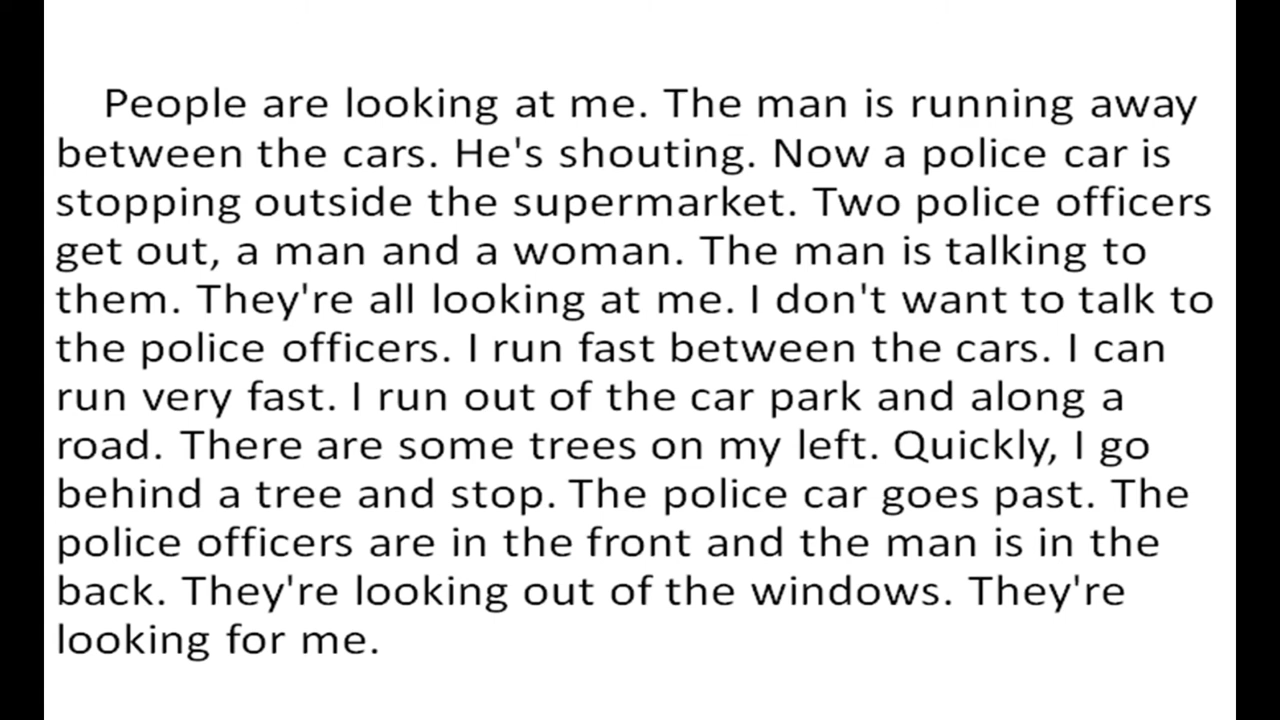 People are looking at me. The man is running away
between the cars. He's shouting. Now a police car is
stopping outside the supermarket. Two police officers
get out, a man and a woman. The man is talking to
them. They're all looking at me. I don't want to talk to
the police officers. I run fast between the cars. I can
run very fast. I run out of the car park and along a
road. There are some trees on my left. Quickly, I go
behind a tree and stop. The police car goes past. The
police officers are in the front and the man is in the
back. They're looking out of the windows. They're
looking for me.